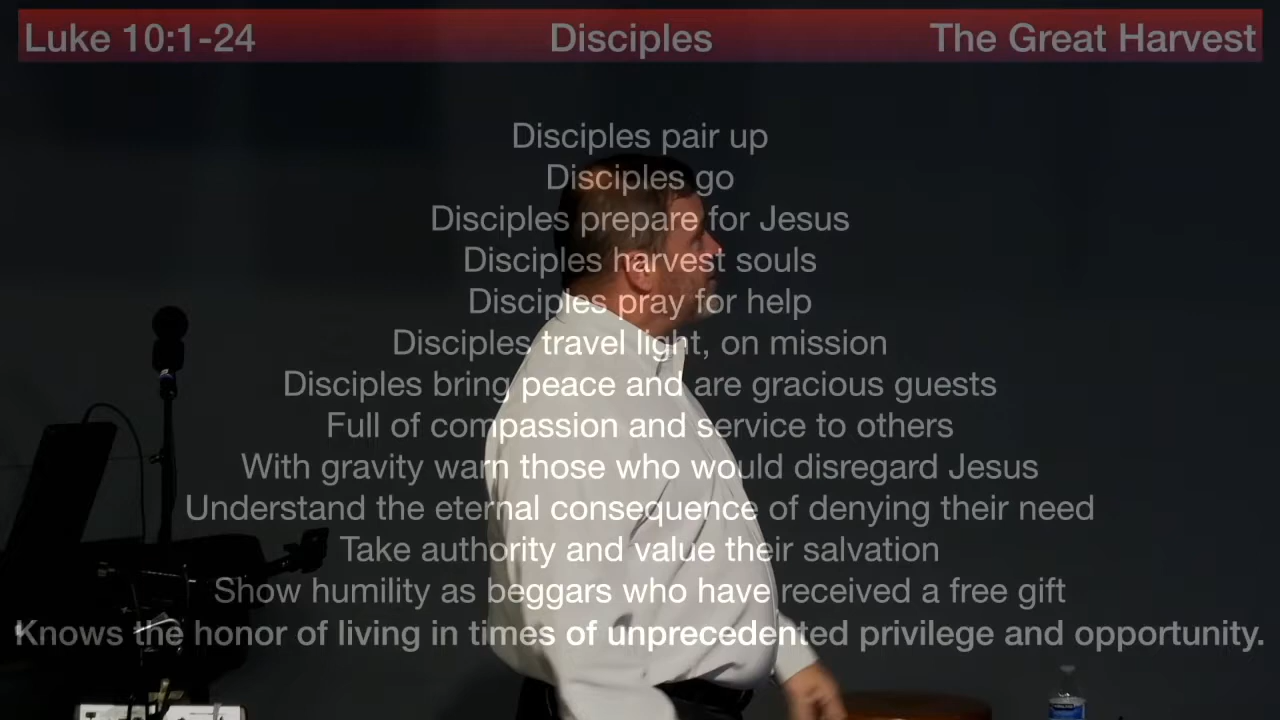 Luke 10:1-24 Disciples The Great Harvest
Disciples pair up
Disciples go
Disciples prepare for Jesus
Disciples harvest souls
Disciples pray for help
Disciples travel light, on mission
Disciples bring peace and are gracious guests
Full of compassion and service to others
With gravity warn those who would disregard Jesus
Understand the eternal consequence of denying their need
Take authority and value their salvation
Show humility as beggars who have received a free gift
Knows the honor of living in times of unprecedented privilege and opportunity.